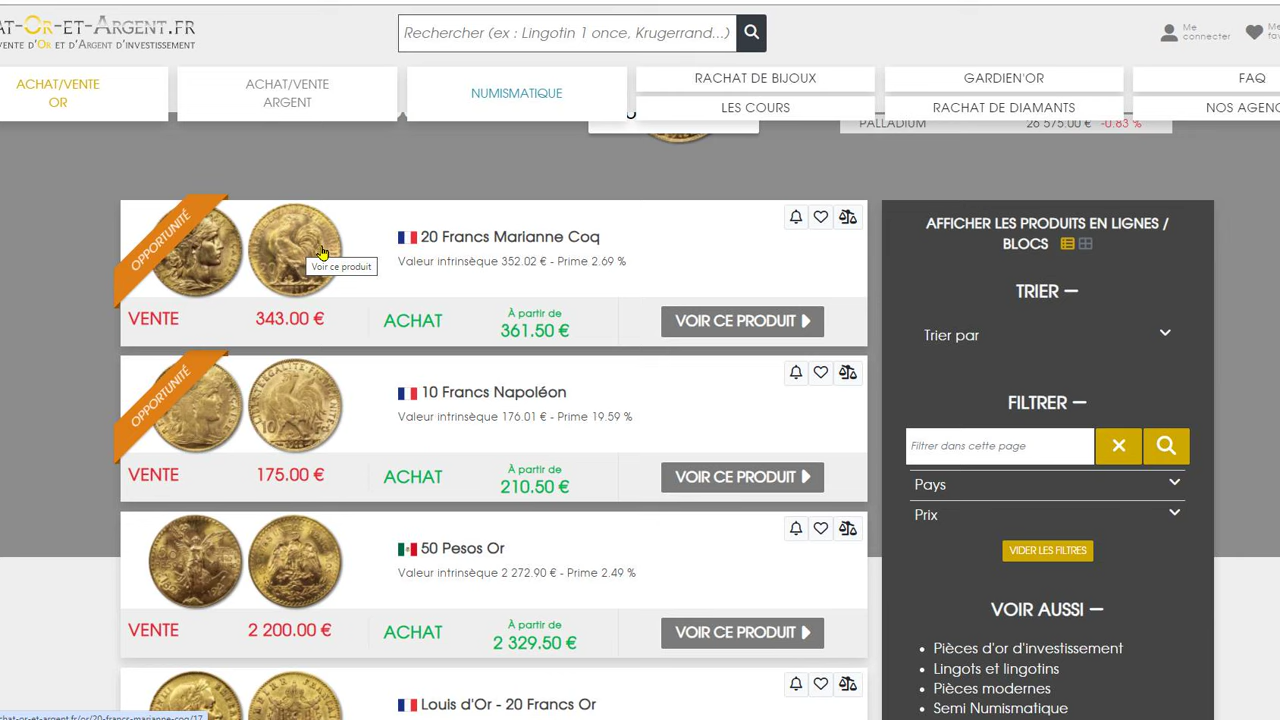 AT-OR-ET-ARGENT.FR
VENTE D'OR ET D'ARGENT D'INVESTISSEMENT
Rechercher (ex : Lingotin 1 once, Krugerrand...)
Me
connecter
Me
ACHAT/VENTE
OR
ACHAT/VENTE
ARGENT
NUMISMATIQUE
RACHAT DE BIJOUX
LES COURS
GARDIEN'OR
RACHAT DE DIAMANTS
FAQ
NOS AGENC
PALLADIUM 26 575.00 € -0.83 %
OPPORTUNITÉ
20 Francs Marianne Coq
Valeur intrinsèque 352.02 € - Prime 2.69 %
Voir ce produit
VENTE 343.00 € ACHAT À partir de
361.50 €
VOIR CE PRODUIT
OPPORTUNITÉ
10 Francs Napoléon
Valeur intrinsèque 176.01 € - Prime 19.59 %
VENTE 175.00 € ACHAT À partir de
210.50 €
VOIR CE PRODUIT
50 Pesos Or
Valeur intrinsèque 2 272.90 € - Prime 2.49 %
VENTE 2 200.00 € ACHAT À partir de
2 329.50 €
VOIR CE PRODUIT
Louis d'Or - 20 Francs Or
AFFICHER LES PRODUITS EN LIGNES /
BLOCS
TRIER
Trier par
FILTRER
Filtrer dans cette page
Pays
Prix
VIDER LES FILTRES
VOIR AUSSI
• Pièces d'or d'investissement
• Lingots et lingotins
• Pièces modernes
• Semi Numismatique